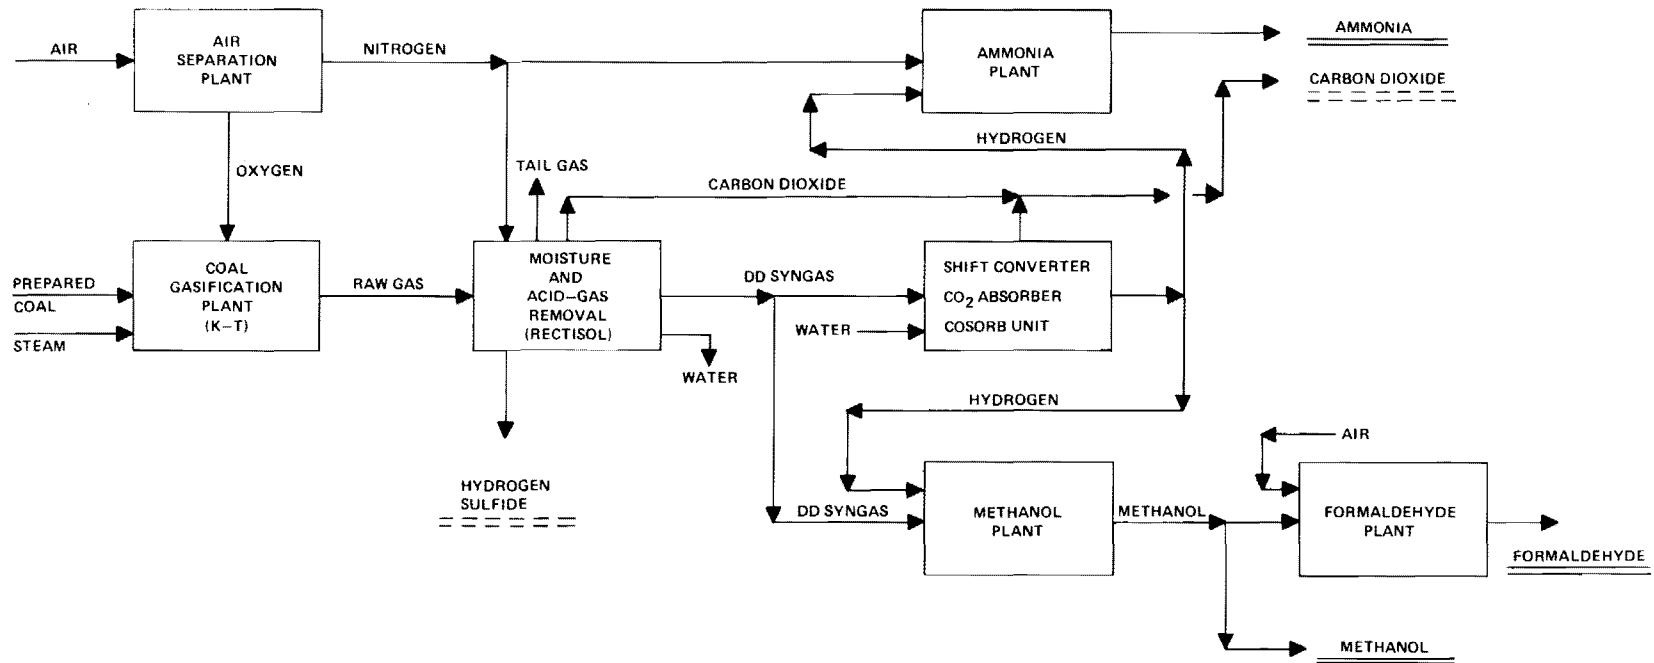 AIR
AIR
SEPARATION
PLANT
NITROGEN
AMMONIA
PLANT
AMMONIA
CARBON DIOXIDE
HYDROGEN
OXYGEN
TAIL GAS
CARBON DIOXIDE
PREPARED
COAL
STEAM
COAL
GASIFICATION
PLANT
(K-T)
RAW GAS
MOISTURE
AND
ACID-GAS
REMOVAL
(RECTISOL)
DD SYNGAS
WATER
WATER
SHIFT CONVERTER
CO2 ABSORBER
COSORB UNIT
HYDROGEN
HYDROGEN
SULFIDE
DD SYNGAS
METHANOL
PLANT
METHANOL
AIR
FORMALDEHYDE
PLANT
FORMALDEHYDE
METHANOL